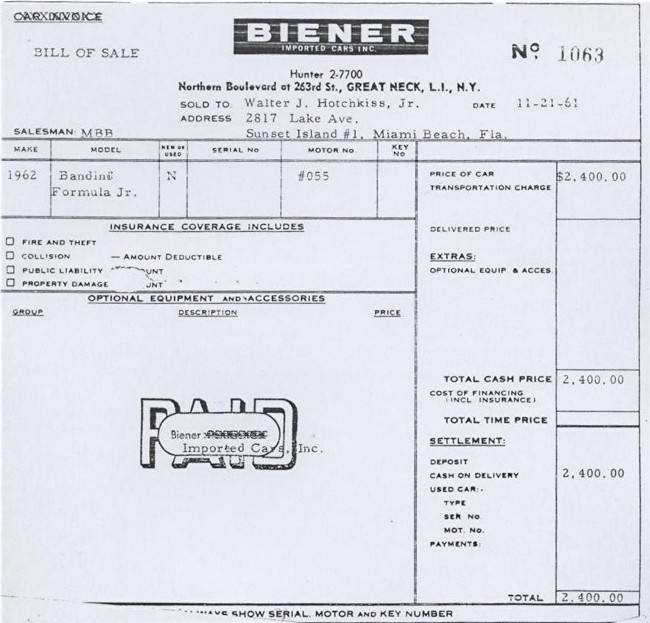 CAR INVOICE
BILL OF SALE
BIENER
IMPORTED CARS INC.
Nº 1063
Hunter 2-7700
Northern Boulevard at 263rd St., GREAT NECK, L.I., N.Y.
SOLD TO: Walter J. Hotchkiss, Jr. DATE 11-21-61
ADDRESS 2817 Lake Ave.
SALESMAN: MBB Sunset Island #1, Miami Beach, Fla.
MAKE MODEL NEW OR USED SERIAL No MOTOR No. KEY No
1962 Bandini N #055
Formula Jr.
PRICE OF CAR $2,400.00
TRANSPORTATION CHARGE
INSURANCE COVERAGE INCLUDES
DELIVERED PRICE
FIRE AND THEFT
COLLISION — AMOUNT DEDUCTIBLE
EXTRAS:
PUBLIC LIABILITY UNT
OPTIONAL EQUIP. & ACCES.
PROPERTY DAMAGE UNT
OPTIONAL EQUIPMENT AND ACCESSORIES
GROUP DESCRIPTION PRICE
TOTAL CASH PRICE 2,400.00
COST OF FINANCING
(INCL INSURANCE)
TOTAL TIME PRICE
PAID
Biener
Imported Cars, Inc.
SETTLEMENT:
DEPOSIT
CASH ON DELIVERY 2,400.00
USED CAR:-
TYPE
SER No.
MOT. No.
PAYMENTS:
TOTAL 2,400.00
SHOW SERIAL, MOTOR AND KEY NUMBER